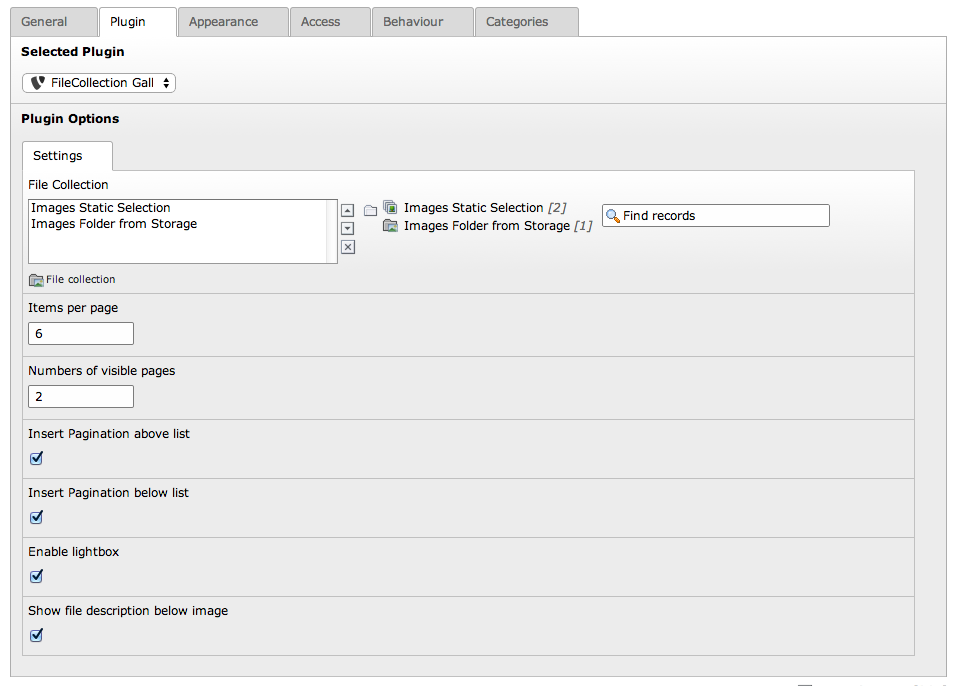 General Plugin Appearance Access Behaviour Categories
Selected Plugin
FileCollection Gall
Plugin Options
Settings
File Collection
Images Static Selection
Images Folder from Storage
Images Static Selection [2]
Images Folder from Storage [1]
Find records
File collection
Items per page
6
Numbers of visible pages
2
Insert Pagination above list
Insert Pagination below list
Enable lightbox
Show file description below image